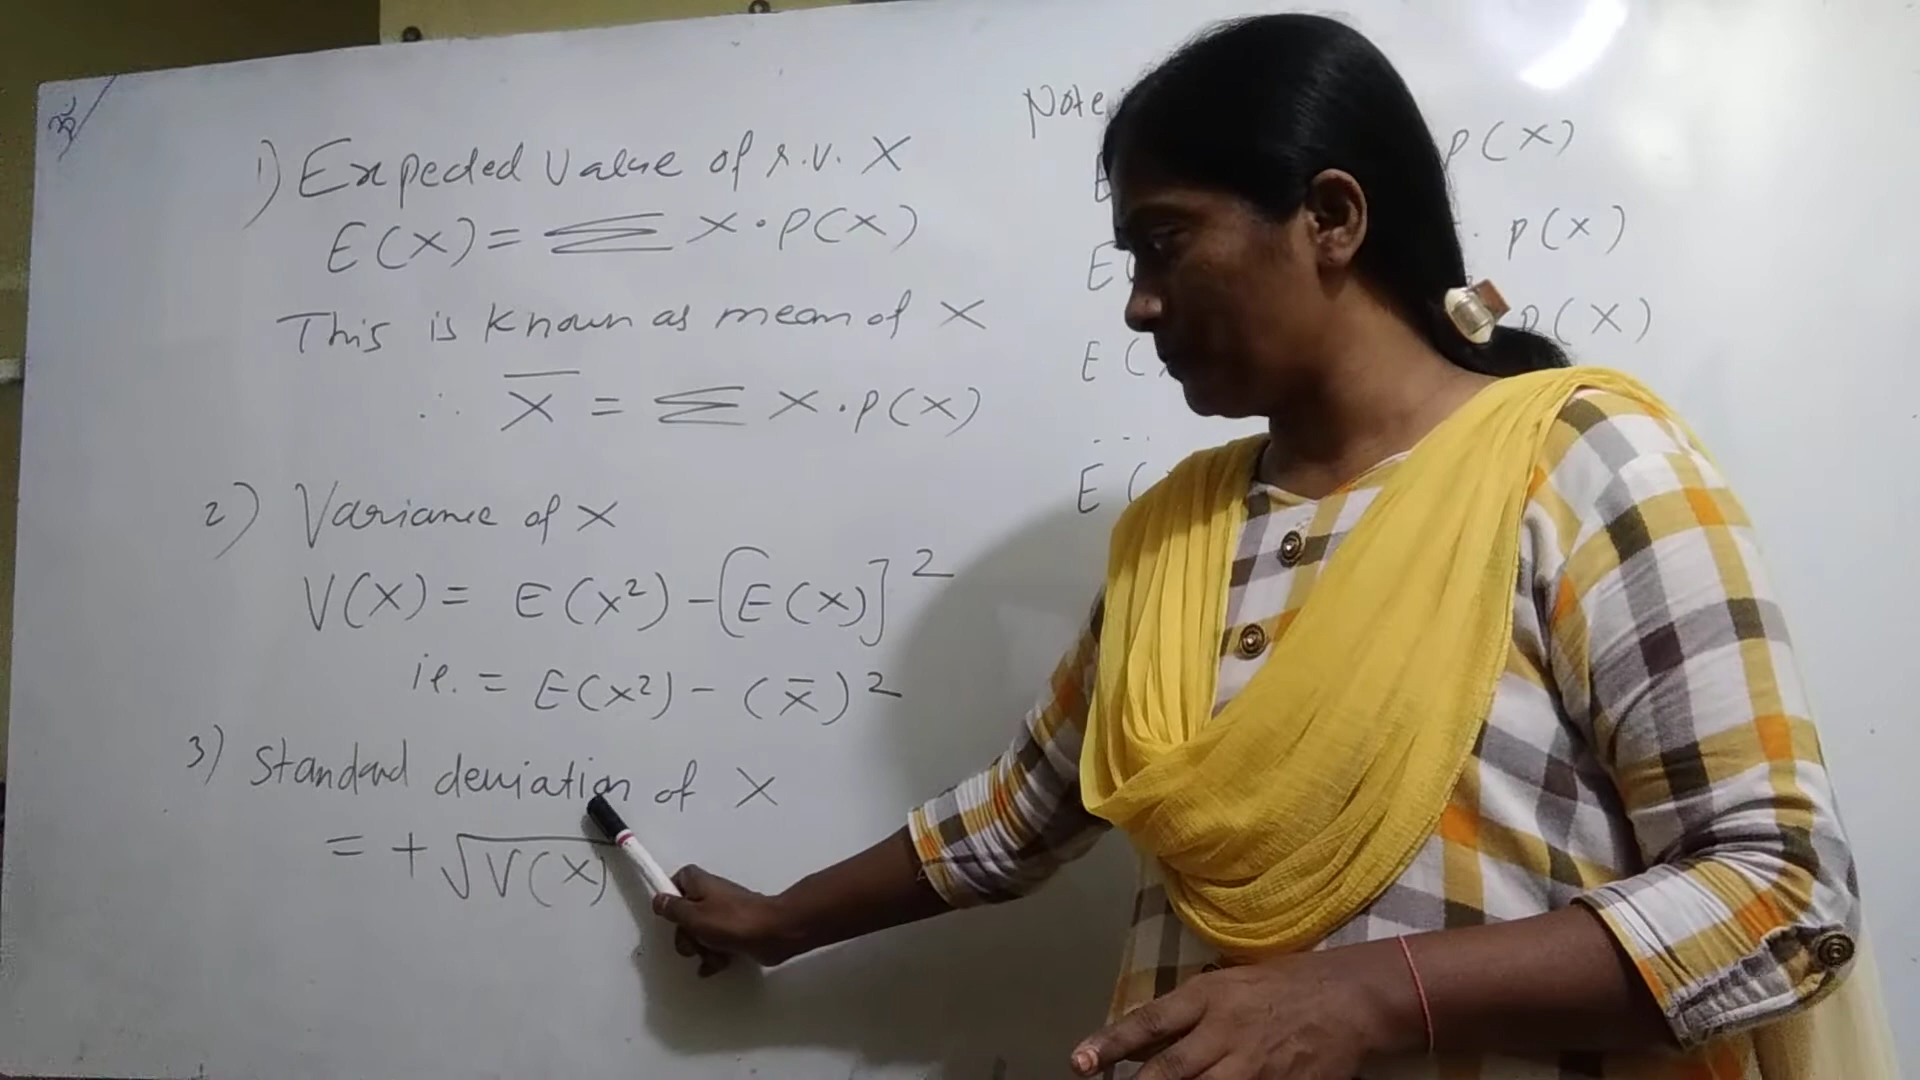 1) Expected Value of r.v. X
E(X) = Σ X · P(X)
This is known as mean of X
∴ X̅ = Σ X · P(X)
2) Variance of X
V(X) = E(X²) - [E(X)]²
ie. = E(X²) - (x̅)²
3) Standard deviation of X
= + √V(X)
Note
E P(X)
E( · P(X)
E( P(X)
...
E(